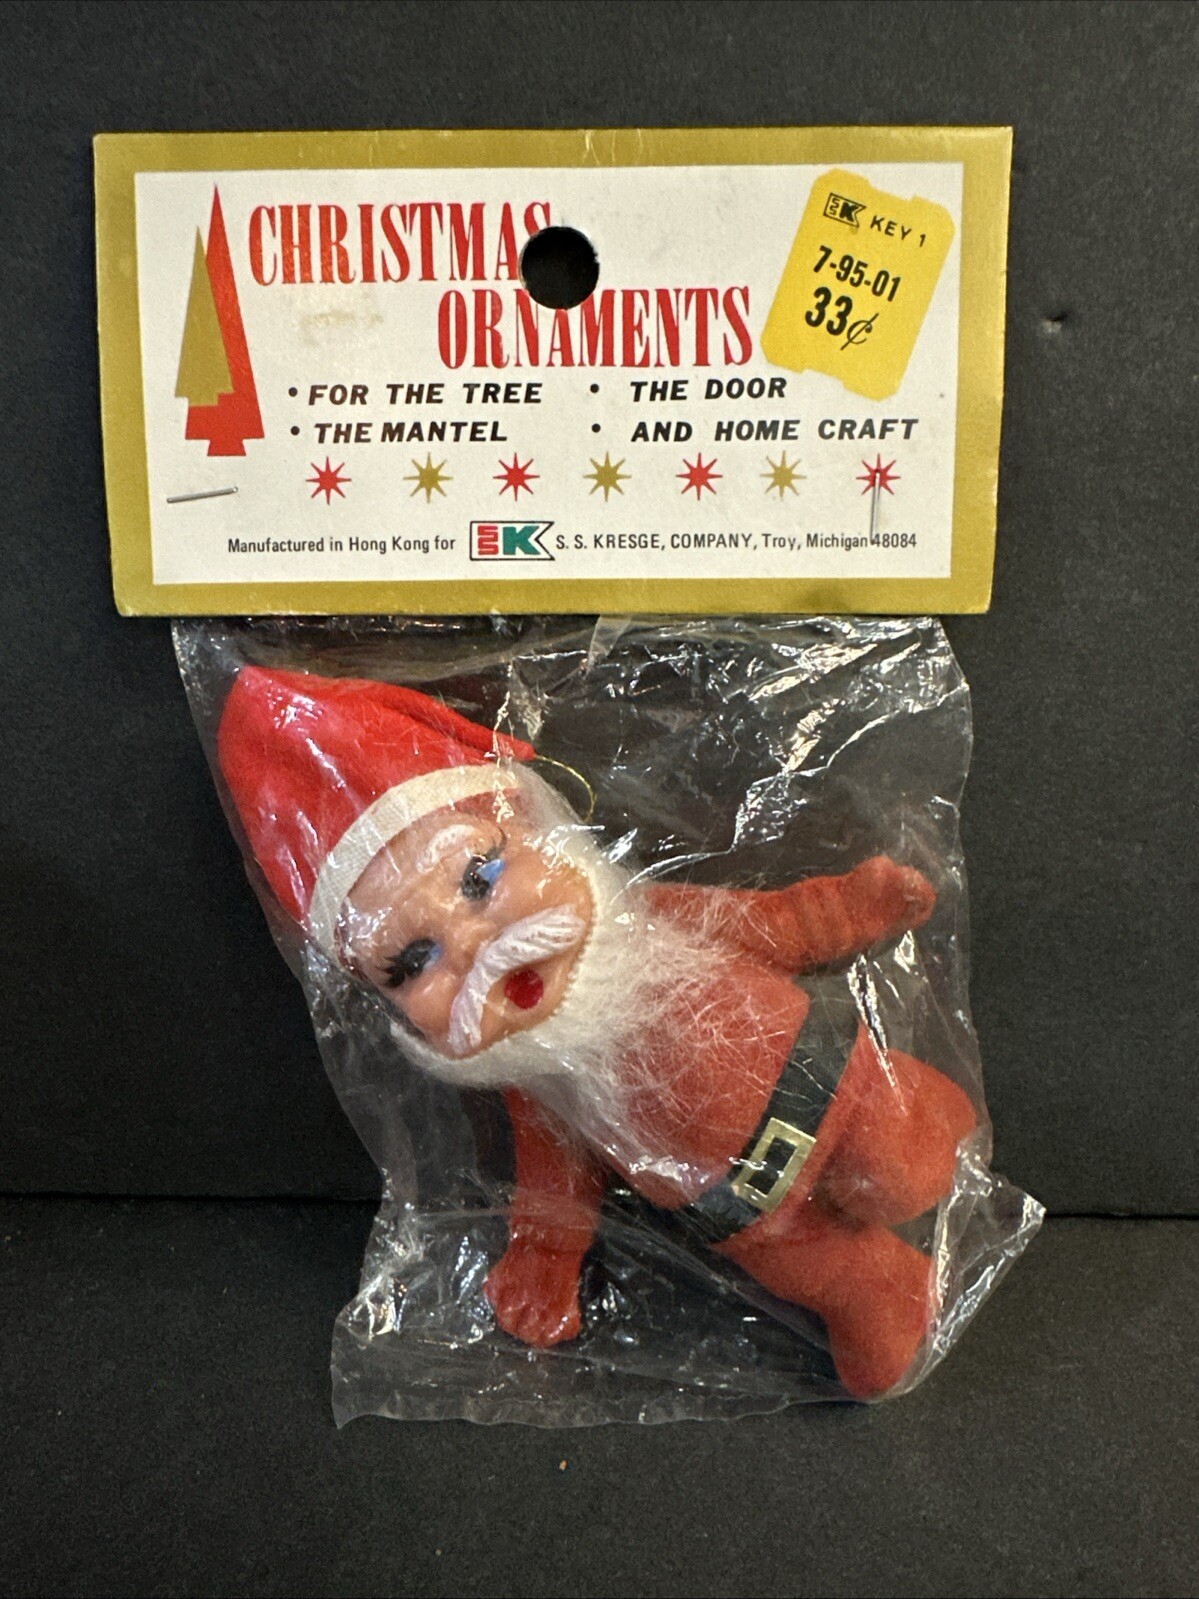 CHRISTMAS
ORNAMENTS
• FOR THE TREE • THE DOOR
• THE MANTEL • AND HOME CRAFT
Manufactured in Hong Kong for SSK S. S. KRESGE, COMPANY, Troy, Michigan 48084
SSK KEY 1
7-95-01
33¢